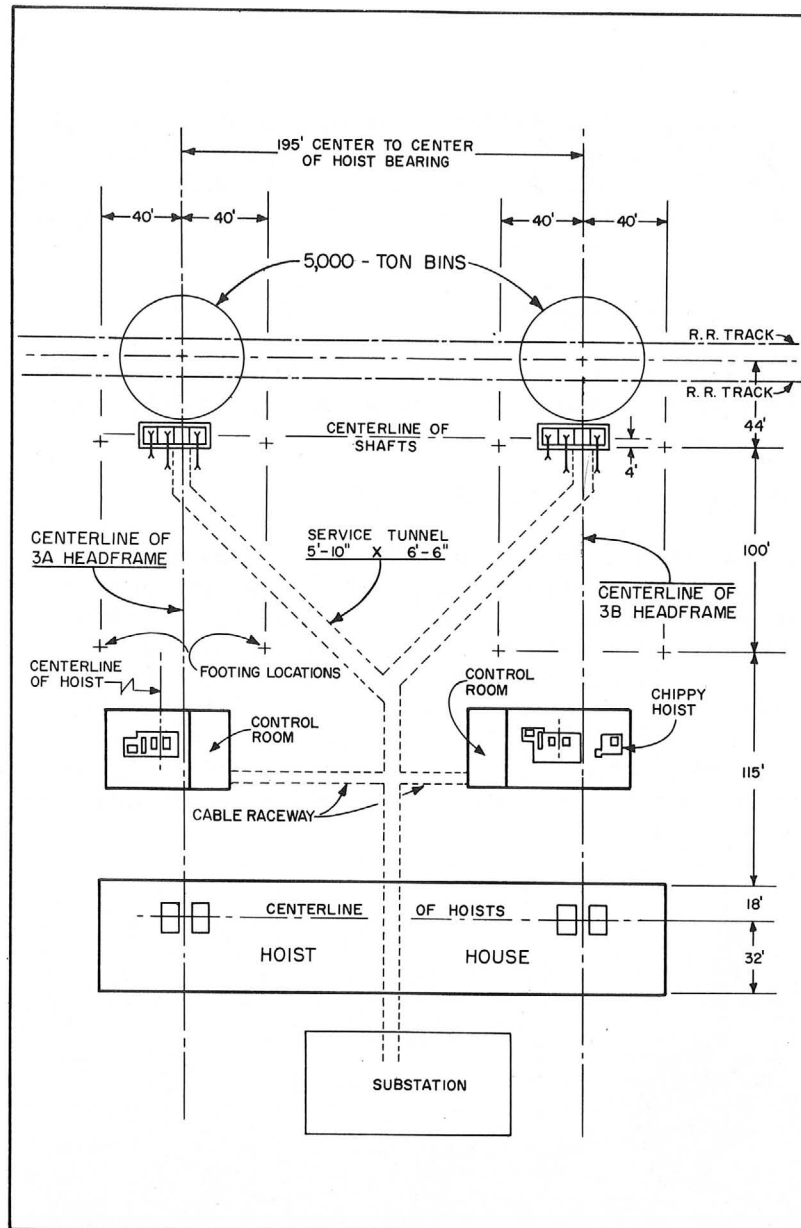 195' CENTER TO CENTER
OF HOIST BEARING
40'
40'
40'
40'
5,000 - TON BINS
R.R. TRACK
R.R. TRACK
44'
CENTERLINE OF
SHAFTS
4'
CENTERLINE OF
3A HEADFRAME
SERVICE TUNNEL
5'-10" X 6'-6"
100'
CENTERLINE OF
3B HEADFRAME
CENTERLINE
OF HOIST
FOOTING LOCATIONS
CONTROL
ROOM
CHIPPY
HOIST
CONTROL
ROOM
115'
CABLE RACEWAY
CENTERLINE OF HOISTS
18'
HOIST HOUSE
32'
SUBSTATION